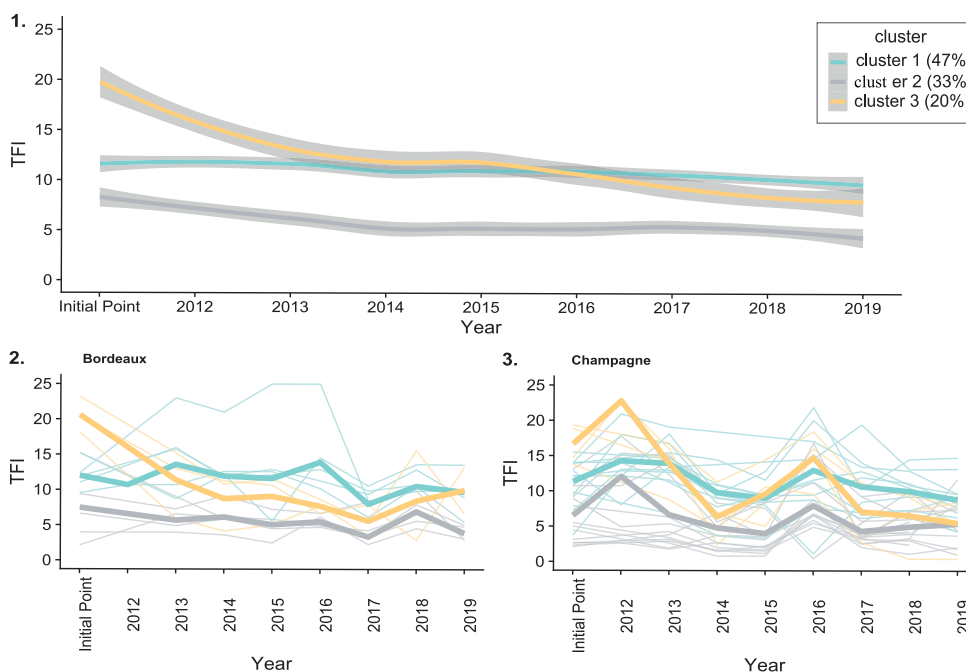 1.
25
20
15
10
5
0
TFI
Initial Point 2012 2013 2014 2015 2016 2017 2018 2019
Year
cluster
cluster 1 (47%
clust er 2 (33%
cluster 3 (20%
2. Bordeaux
25
20
15
10
5
0
TFI
Initial Point 2012 2013 2014 2015 2016 2017 2018 2019
Year
3. Champagne
25
20
15
10
5
0
TFI
Initial Point 2012 2013 2014 2015 2016 2017 2018 2019
Year